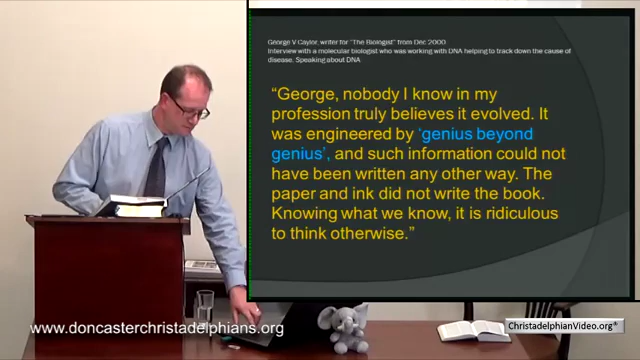 George V Caylor, writer for "The Biologist" from Dec 2000
Interview with a molecular biologist who was working with DNA helping to track down the cause of
disease. Speaking about DNA
"George, nobody I know in my
profession truly believes it evolved. It
was engineered by 'genius beyond
genius', and such information could not
have been written any other way. The
paper and ink did not write the book.
Knowing what we know, it is ridiculous
to think otherwise."
www.doncasterchristadelphians.org
ChristadelphianVideo.org